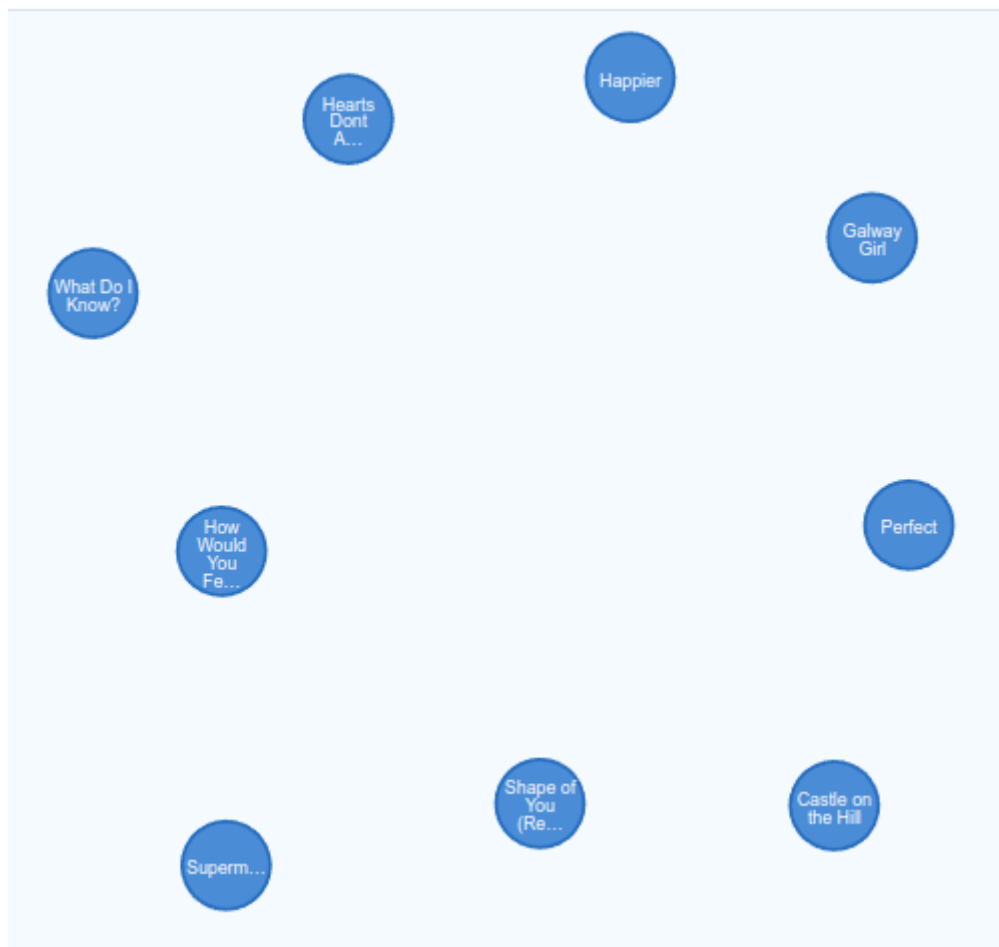 Happier
Hearts
Dont
A...
Galway
Girl
What Do I
Know?
Perfect
How
Would
You
Fe...
Shape of
You
(Re...
Castle on
the Hill
Superm...